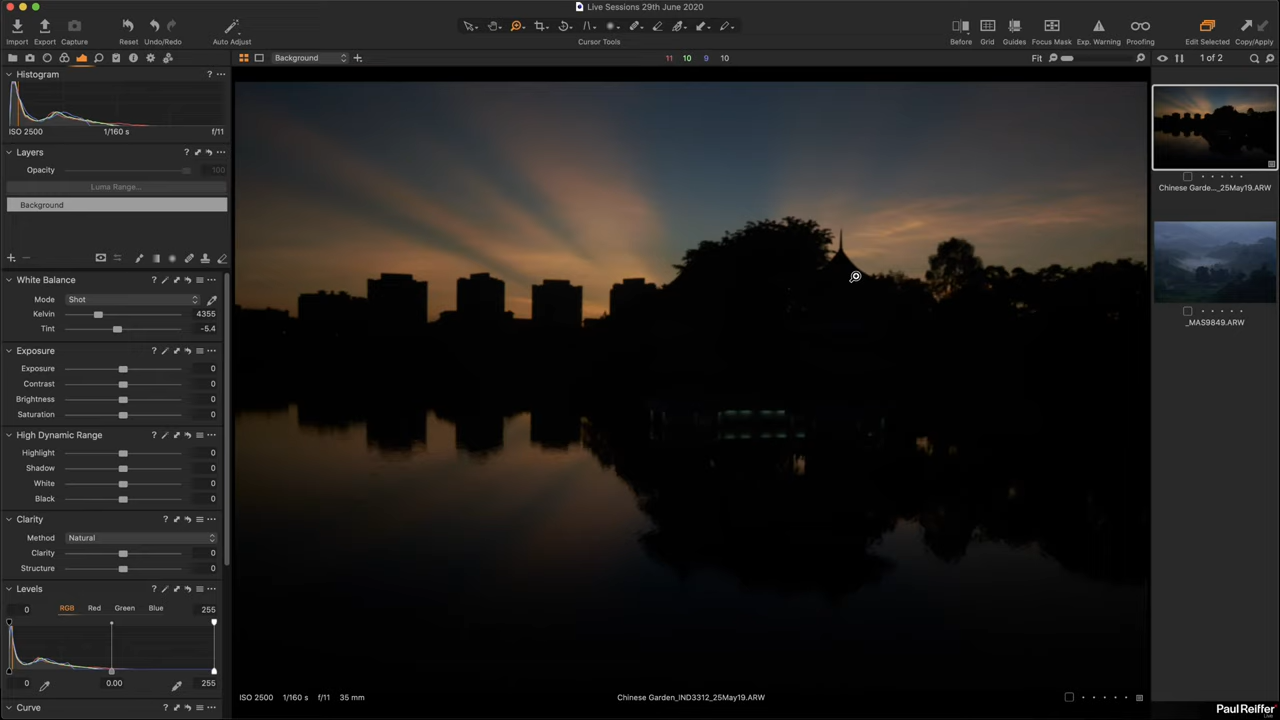 Live Sessions 29th June 2020
Import Export Capture Reset Undo/Redo Auto Adjust Cursor Tools Before Grid Guides Focus Mask Exp. Warning Proofing Edit Selected Copy/Apply
Background
11 10 9 10
Fit
1 of 2
Histogram
ISO 2500 1/160 s f/11
Layers
Opacity 100
Luma Range...
Background
White Balance
Mode Shot
Kelvin 4355
Tint -5.4
Exposure
Exposure 0
Contrast 0
Brightness 0
Saturation 0
High Dynamic Range
Highlight 0
Shadow 0
White 0
Black 0
Clarity
Method Natural
Clarity 0
Structure 0
Levels
0 RGB Red Green Blue 255
0 0.00 255
Curve
ISO 2500 1/160 s f/11 35 mm
Chinese Garden_IND3312_25May19.ARW
Chinese Garde..._25May19.ARW
_MAS9849.ARW
PaulReiffer
LIVE